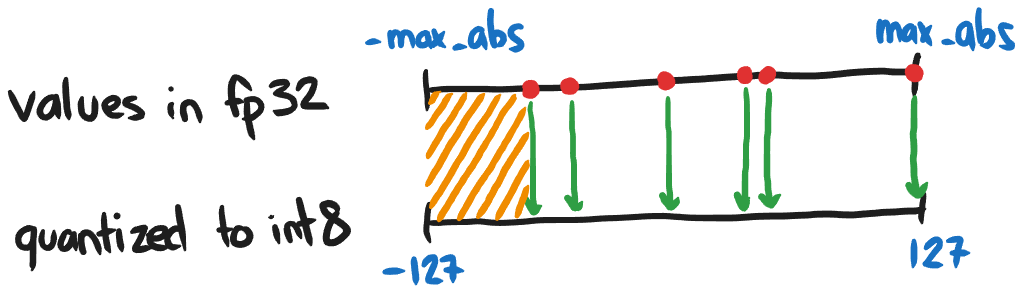 -max_abs
max_abs
values in fp32
quantized to int8
-127
127